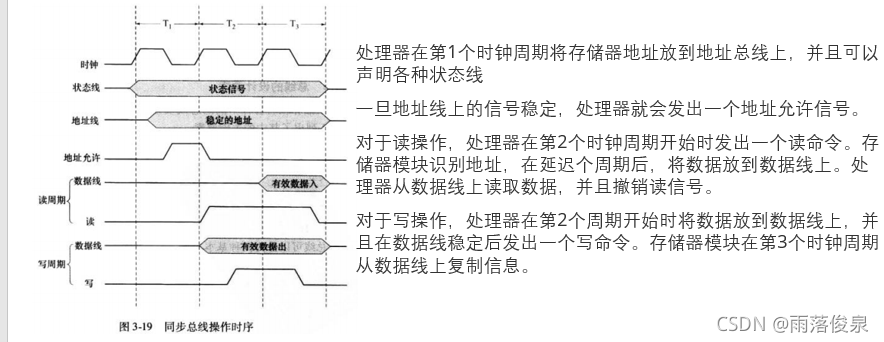 T₁
T₂
T₃
时钟
状态线
状态信号
地址线
稳定的地址
地址允许
读周期
数据线
有效数据入
读
写周期
数据线
有效数据出
写
图 3-19 同步总线操作时序
处理器在第1个时钟周期将存储器地址放到地址总线上，并且可以
声明各种状态线
一旦地址线上的信号稳定，处理器就会发出一个地址允许信号。
对于读操作，处理器在第2个时钟周期开始时发出一个读命令。存
储器模块识别地址，在延迟个周期后，将数据放到数据线上。处
理器从数据线上读取数据，并且撤销读信号。
对于写操作，处理器在第2个周期开始时将数据放到数据线上，并
且在数据线稳定后发出一个写命令。存储器模块在第3个时钟周期
从数据线上复制信息。
CSDN @雨落俊泉